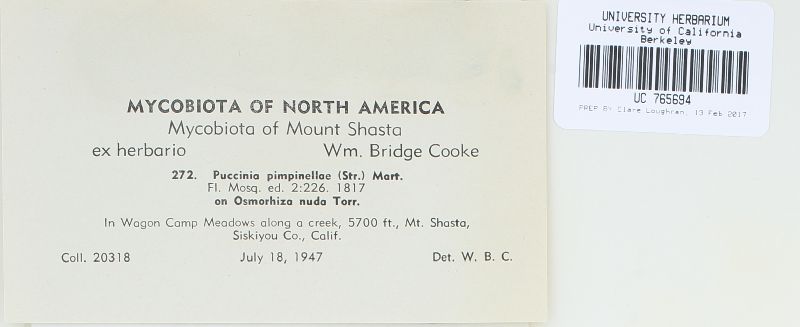 MYCOBIOTA OF NORTH AMERICA
Mycobiota of Mount Shasta
ex herbario Wm. Bridge Cooke
272. Puccinia pimpinellae (Str.) Mart.
Fl. Mosq. ed. 2:226. 1817
on Osmorhiza nuda Torr.
In Wagon Camp Meadows along a creek, 5700 ft., Mt. Shasta,
Siskiyou Co., Calif.
Coll. 20318 July 18, 1947 Det. W. B. C.
UNIVERSITY HERBARIUM
University of California
Berkeley
UC 765694
PREP BY Clare Loughran, 13 Feb 2017